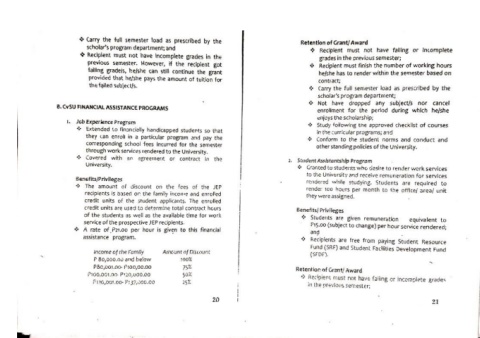 ❖ Carry the full semester load as prescribed by the
scholar's program department; and
❖ Recipient must not have incomplete grades in the
previous semester. However, if the recipient got
failing grade/s, he/she can still continue the grant
provided that he/she pays the amount of tuition for
the failed subject/s.
B. CvSU FINANCIAL ASSISTANCE PROGRAMS
1. Job Experience Program
❖ Extended to financially handicapped students so that
they can enroll in a particular program and pay the
corresponding school fees incurred for the semester
through work services rendered to the University.
❖ Covered with an agreement or contract in the
University.
Benefits/Privileges
❖ The amount of discount on the fees of the JEP
recipients is based on the family income and enrolled
credit units of the student applicants. The enrolled
credit units are used to determine total contract hours
of the students as well as the available time for work
service of the prospective JEP recipients.
❖ A rate of P21.00 per hour is given to this financial
assistance program.
Income of the Family Amount of Discount
P 80,000.00 and below 100%
P80,001.00- P100,000.00 75%
P100,001.00- P120,000.00 50%
25%
20
Retention of Grant/ Award
❖ Recipient must not have failing or incomplete
grades in the previous semester;
❖ Recipient must finish the number of working hours
he/she has to render within the semester based on
contract;
❖ Carry the full semester load as prescribed by the
scholar's program department;
❖ Not have dropped any subject/s nor cancel
enrollment for the period during which he/she
enjoys the scholarship;
❖ Study following the approved checklist of courses
in the curricular programs; and
❖ Conform to the student norms and conduct and
other standing policies of the University.
2. Student Assistantship Program
❖ Granted to students who desire to render work services
to the University and receive remuneration for services
rendered while studying. Students are required to
render 100 hours per month to the office/ area/ unit
they were assigned.
Benefits/ Privileges
❖ Students are given remuneration equivalent to
P15.00 (subject to change) per hour service rendered;
and
❖ Recipients are free from paying Student Resource
Fund (SRF) and Student Facilities Development Fund
(SFDF).
Retention of Grant/ Award
❖ Recipient must not have failing or incomplete grades
in the previous semester;
21